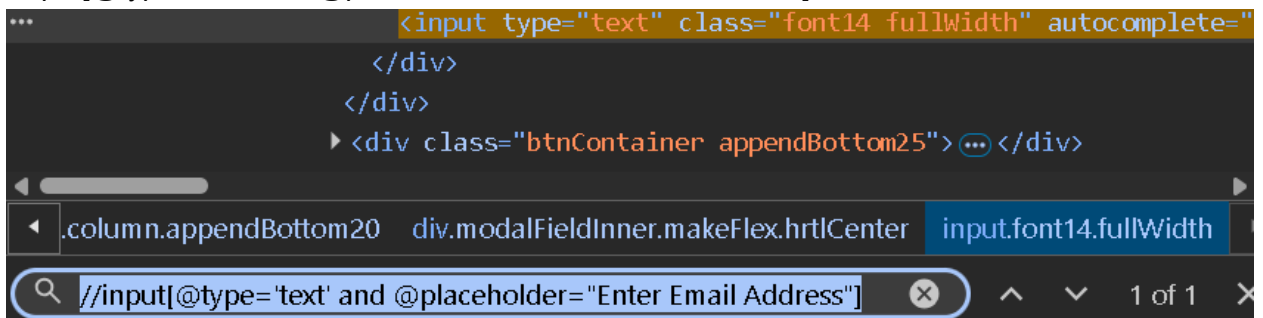 <input type="text" class="font14 fullWidth" autocomplete="
</div>
</div>
<div class="btnContainer appendBottom25">…</div>
.column.appendBottom20 div.modalFieldInner.makeFlex.hrtlCenter input.font14.fullWidth
//input[@type='text' and @placeholder="Enter Email Address"] 1 of 1